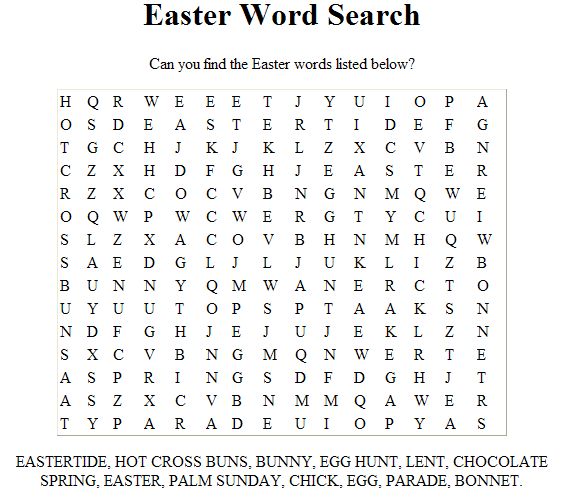 Easter Word Search
Can you find the Easter words listed below?
H Q R W E E E T J Y U I O P A
O S D E A S T E R T I D E F G
T G C H J K J K L Z X C V B N
C Z X H D F G H J E A S T E R
R Z X C O C V B N G N M Q W E
O Q W P W C W E R G T Y C U I
S L Z X A C O V B H N M H Q W
S A E D G L J L J U K L I Z B
B U N N Y Q M W A N E R C T O
U Y U U T O P S P T A A K S N
N D F G H J E J U J E K L Z N
S X C V B N G M Q N W E R T E
A S P R I N G S D F D G H J T
A S Z X C V B N M M Q A W E R
T Y P A R A D E U I O P Y A S
EASTERTIDE, HOT CROSS BUNS, BUNNY, EGG HUNT, LENT, CHOCOLATE
SPRING, EASTER, PALM SUNDAY, CHICK, EGG, PARADE, BONNET.